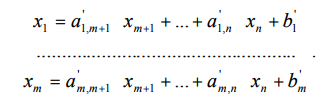 x₁ = a'₁,ₘ₊₁ xₘ₊₁ + ... + a'₁,ₙ xₙ + b'₁
.................................................. .
xₘ = a'ₘ,ₘ₊₁ xₘ₊₁ + ... + a'ₘ,ₙ xₙ + b'ₘ